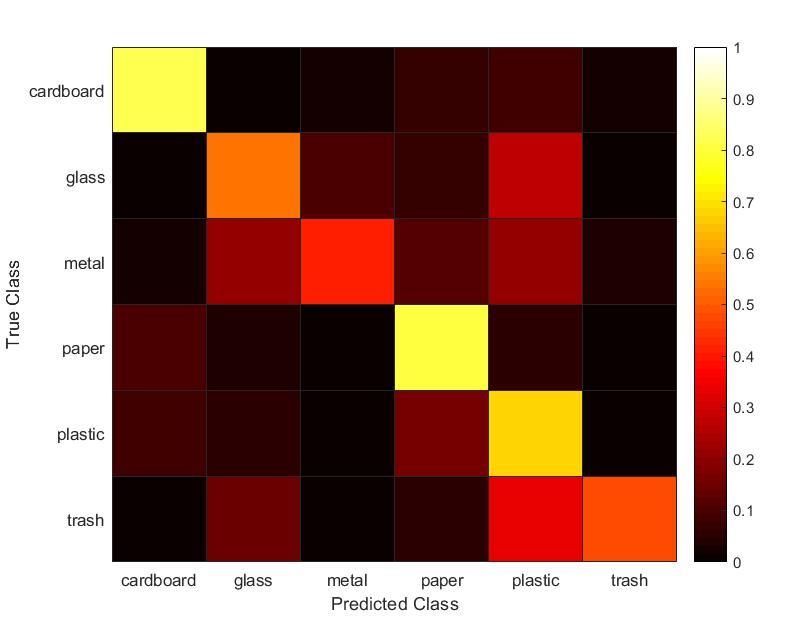 cardboard
glass
metal
paper
plastic
trash
True Class
cardboard glass metal paper plastic trash
Predicted Class
1
0.9
0.8
0.7
0.6
0.5
0.4
0.3
0.2
0.1
0